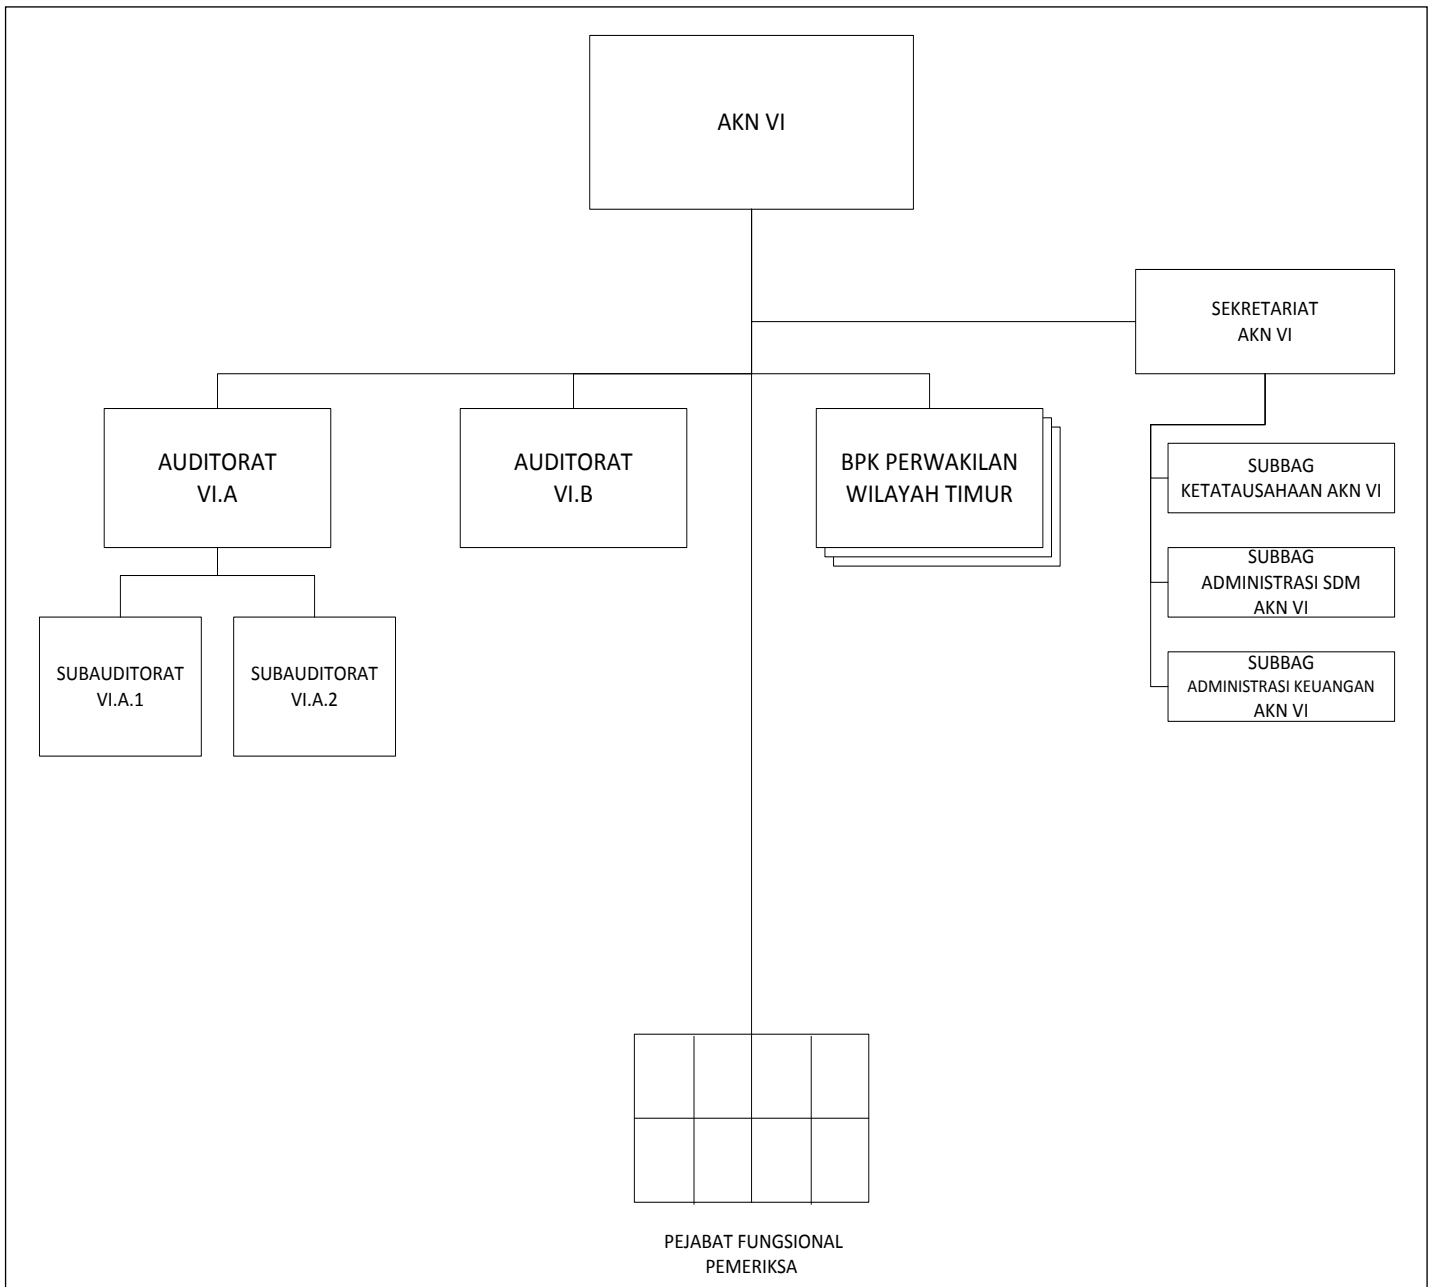 AKN VI
SEKRETARIAT
AKN VI
AUDITORAT
VI.A
AUDITORAT
VI.B
BPK PERWAKILAN
WILAYAH TIMUR
SUBBAG
KETATAUSAHAAN AKN VI
SUBBAG
ADMINISTRASI SDM
AKN VI
SUBBAG
ADMINISTRASI KEUANGAN
AKN VI
SUBAUDITORAT
VI.A.1
SUBAUDITORAT
VI.A.2
PEJABAT FUNGSIONAL
PEMERIKSA